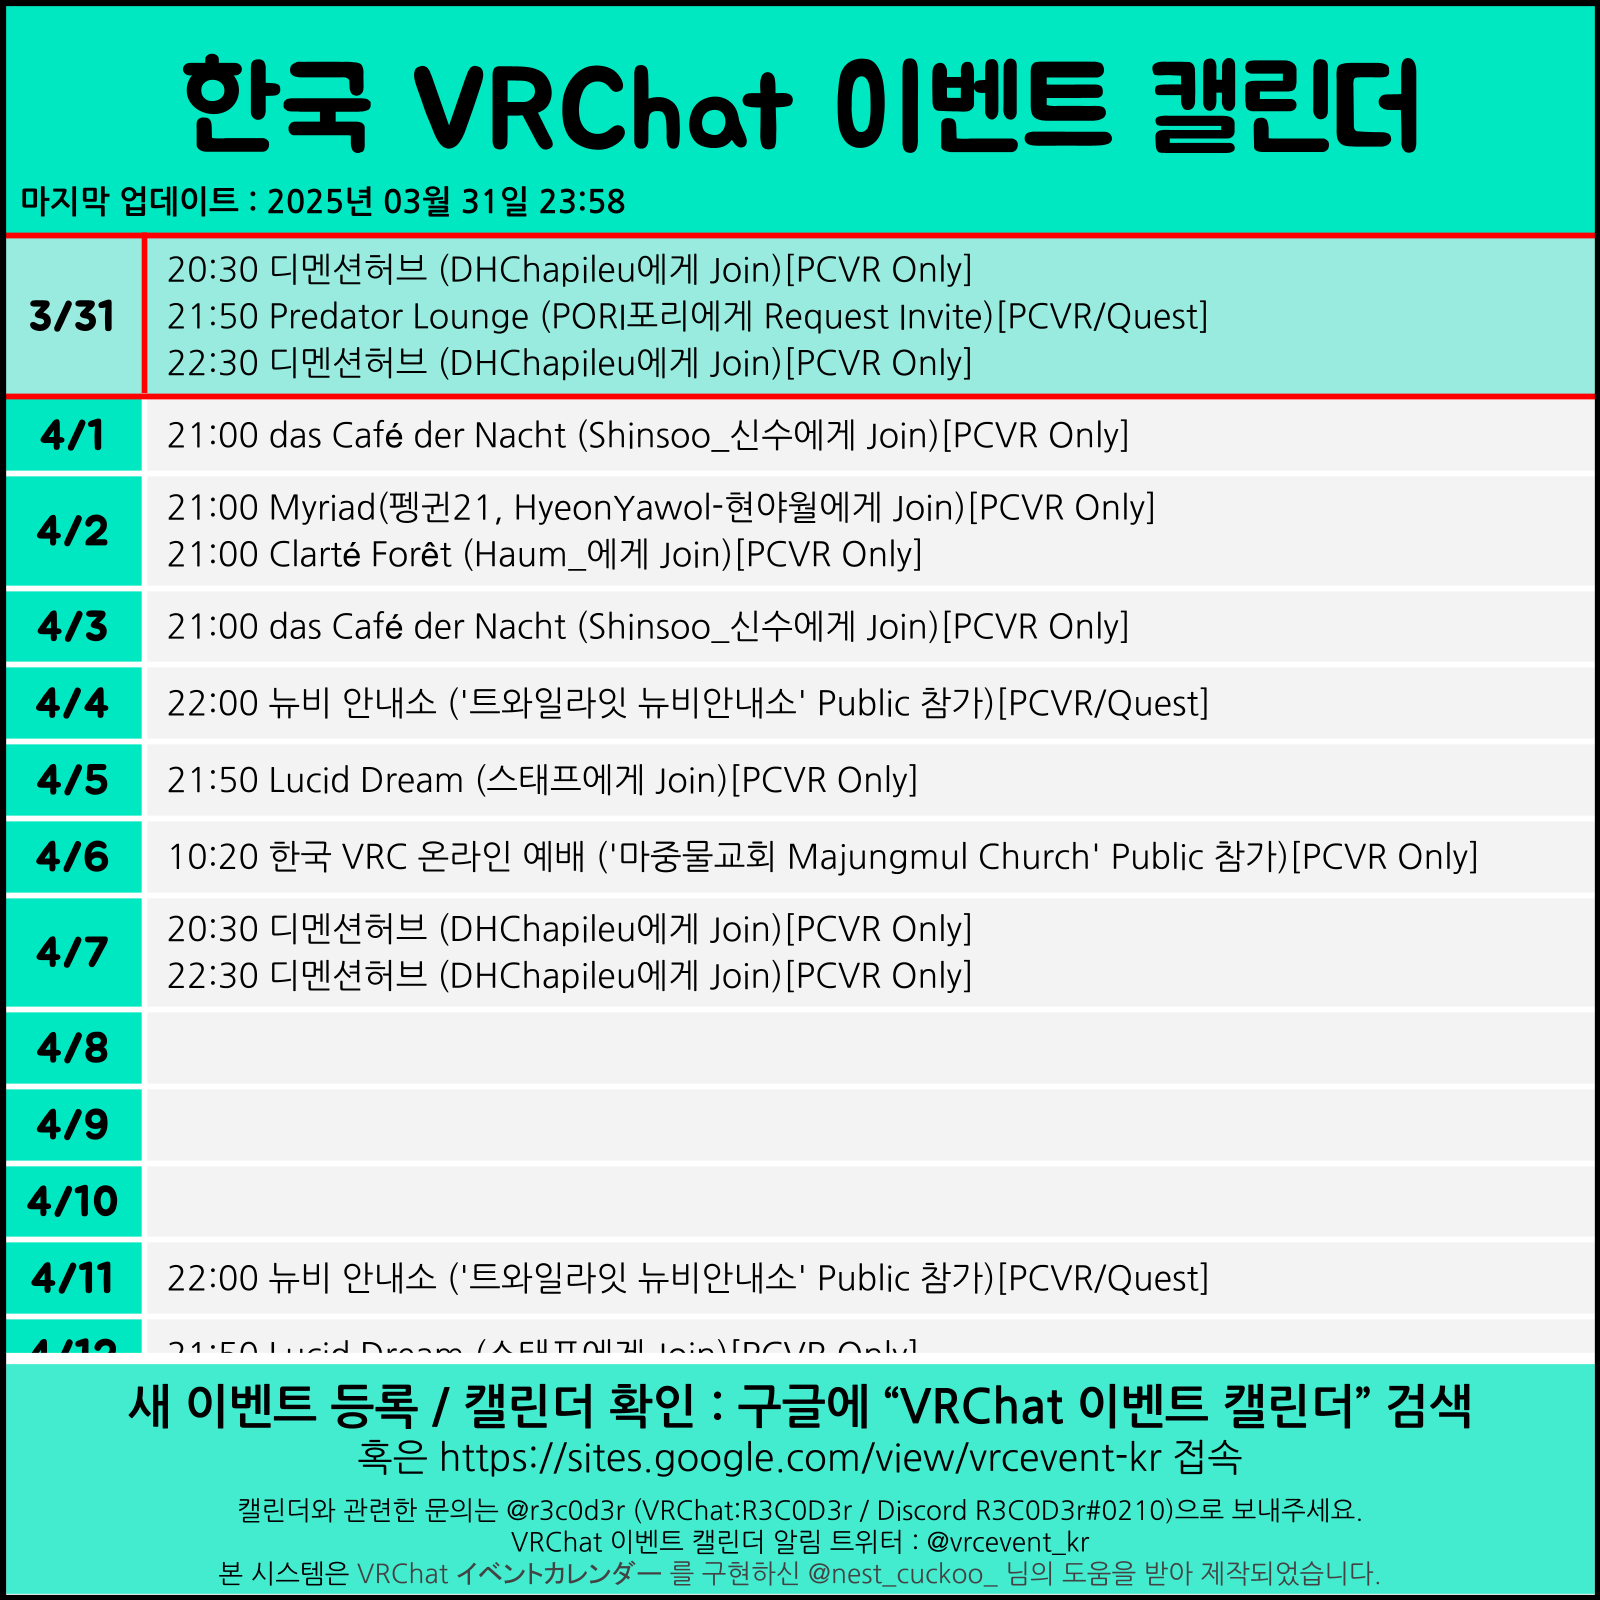 한국 VRChat 이벤트 캘린더
마지막 업데이트 : 2025년 03월 31일 23:58
3/31
20:30 디멘션허브 (DHChapileu에게 Join)[PCVR Only]
21:50 Predator Lounge (PORI포리에게 Request Invite)[PCVR/Quest]
22:30 디멘션허브 (DHChapileu에게 Join)[PCVR Only]
4/1
21:00 das Café der Nacht (Shinsoo_신수에게 Join)[PCVR Only]
4/2
21:00 Myriad(펭귄21, HyeonYawol-현야월에게 Join)[PCVR Only]
21:00 Clarté Forêt (Haum_에게 Join)[PCVR Only]
4/3
21:00 das Café der Nacht (Shinsoo_신수에게 Join)[PCVR Only]
4/4
22:00 뉴비 안내소 ('트와일라잇 뉴비안내소' Public 참가)[PCVR/Quest]
4/5
21:50 Lucid Dream (스태프에게 Join)[PCVR Only]
4/6
10:20 한국 VRC 온라인 예배 ('마중물교회 Majungmul Church' Public 참가)[PCVR Only]
4/7
20:30 디멘션허브 (DHChapileu에게 Join)[PCVR Only]
22:30 디멘션허브 (DHChapileu에게 Join)[PCVR Only]
4/8
4/9
4/10
4/11
22:00 뉴비 안내소 ('트와일라잇 뉴비안내소' Public 참가)[PCVR/Quest]
4/12
21:50 Lucid Dream (스태프에게 Join)[PCVR Only]
새 이벤트 등록 / 캘린더 확인 : 구글에 “VRChat 이벤트 캘린더” 검색
혹은 https://sites.google.com/view/vrcevent-kr 접속
캘린더와 관련한 문의는 @r3c0d3r (VRChat:R3C0D3r / Discord R3C0D3r#0210)으로 보내주세요.
VRChat 이벤트 캘린더 알림 트위터 : @vrcevent_kr
본 시스템은 VRChat イベントカレンダー 를 구현하신 @nest_cuckoo_ 님의 도움을 받아 제작되었습니다.